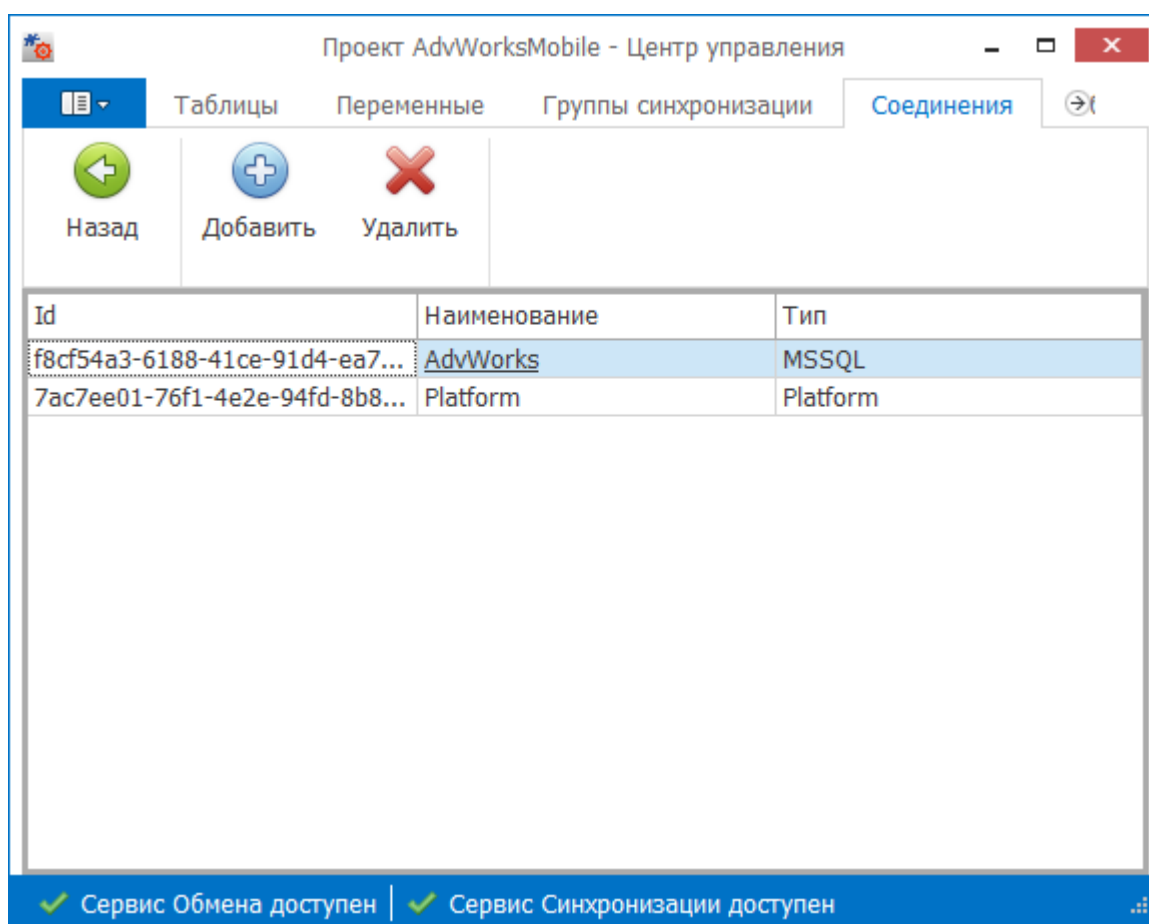 Проект AdvWorksMobile - Центр управления
Таблицы Переменные Группы синхронизации Соединения
Назад Добавить Удалить
Id Наименование Тип
f8cf54a3-6188-41ce-91d4-ea7... AdvWorks MSSQL
7ac7ee01-76f1-4e2e-94fd-8b8... Platform Platform
Сервис Обмена доступен Сервис Синхронизации доступен